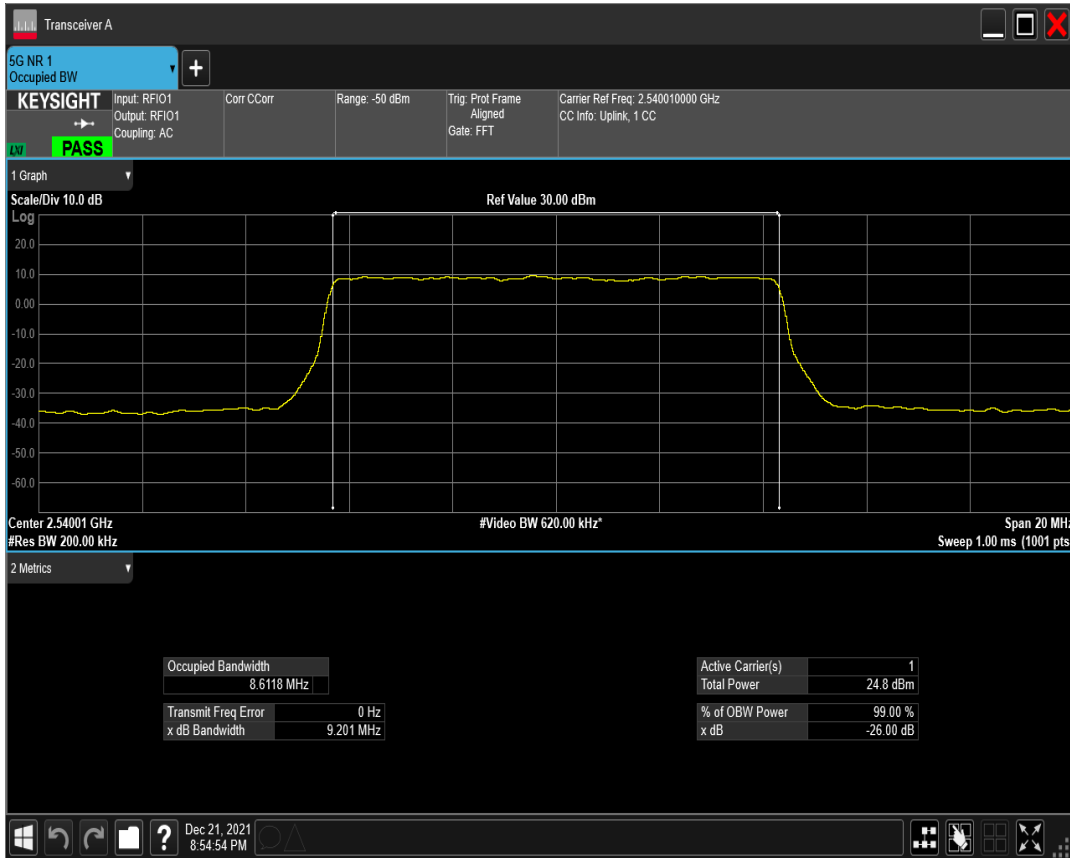 Transceiver A
5G NR 1
Occupied BW
KEYSIGHT
LXI
PASS
Input: RFIO1
Output: RFIO1
Coupling: AC
Corr CCorr
Range: -50 dBm
Trig: Prot Frame
Aligned
Gate: FFT
Carrier Ref Freq: 2.540010000 GHz
CC Info: Uplink, 1 CC
1 Graph
Scale/Div 10.0 dB
Ref Value 30.00 dBm
Log
20.0
10.0
0.00
-10.0
-20.0
-30.0
-40.0
-50.0
-60.0
Center 2.54001 GHz
#Video BW 620.00 kHz*
Span 20 MHz
#Res BW 200.00 kHz
Sweep 1.00 ms (1001 pts
2 Metrics
Occupied Bandwidth
8.6118 MHz
Transmit Freq Error 0 Hz
x dB Bandwidth 9.201 MHz
Active Carrier(s) 1
Total Power 24.8 dBm
% of OBW Power 99.00 %
x dB -26.00 dB
?
Dec 21, 2021
8:54:54 PM